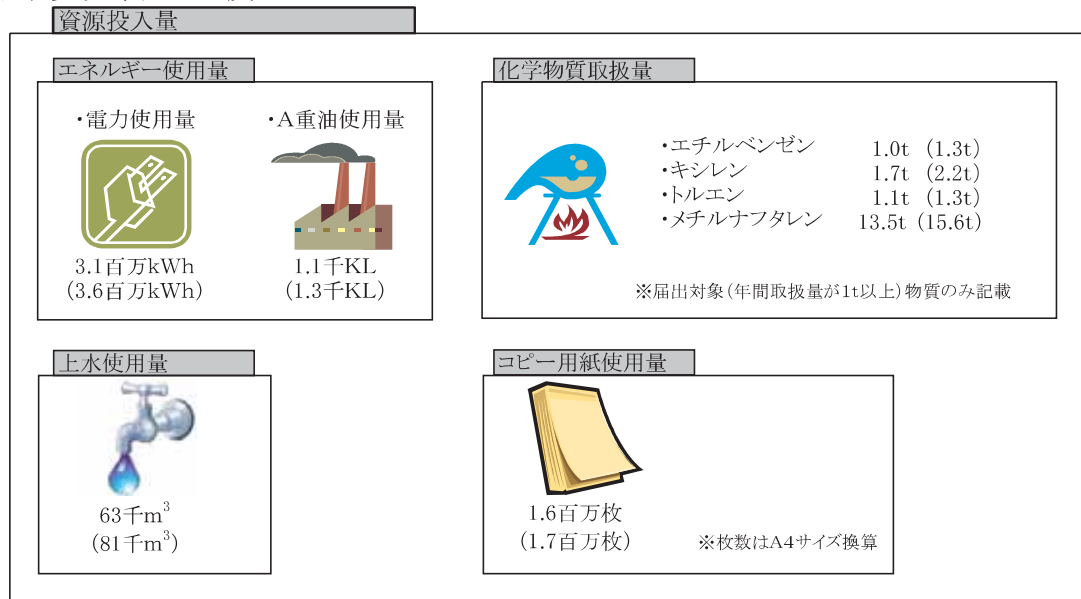 資源投入量
エネルギー使用量
・電力使用量
3.1百万kWh
(3.6百万kWh)
・A重油使用量
1.1千KL
(1.3千KL)
化学物質取扱量
・エチルベンゼン 1.0t (1.3t)
・キシレン 1.7t (2.2t)
・トルエン 1.1t (1.3t)
・メチルナフタレン 13.5t (15.6t)
※届出対象(年間取扱量が1t以上)物質のみ記載
上水使用量
63千m³
(81千m³)
コピー用紙使用量
1.6百万枚
(1.7百万枚)
※枚数はA4サイズ換算